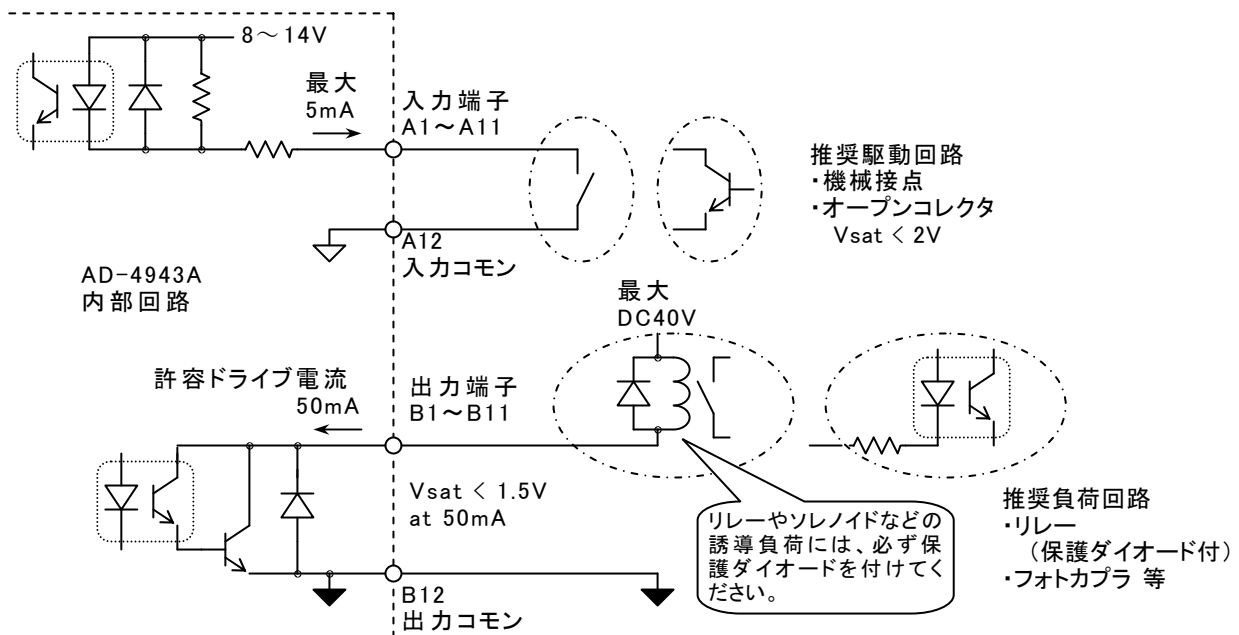 8～14V
最大
5mA
入力端子
A1～A11
推奨駆動回路
・機械接点
・オープンコレクタ
Vsat < 2V
A12
入力コモン
AD-4943A
内部回路
最大
DC40V
許容ドライブ電流
50mA
出力端子
B1～B11
Vsat < 1.5V
at 50mA
リレーやソレノイドなどの
誘導負荷には、必ず保
護ダイオードを付けてく
ださい。
推奨負荷回路
・リレー
（保護ダイオード付）
・フォトカプラ 等
B12
出力コモン